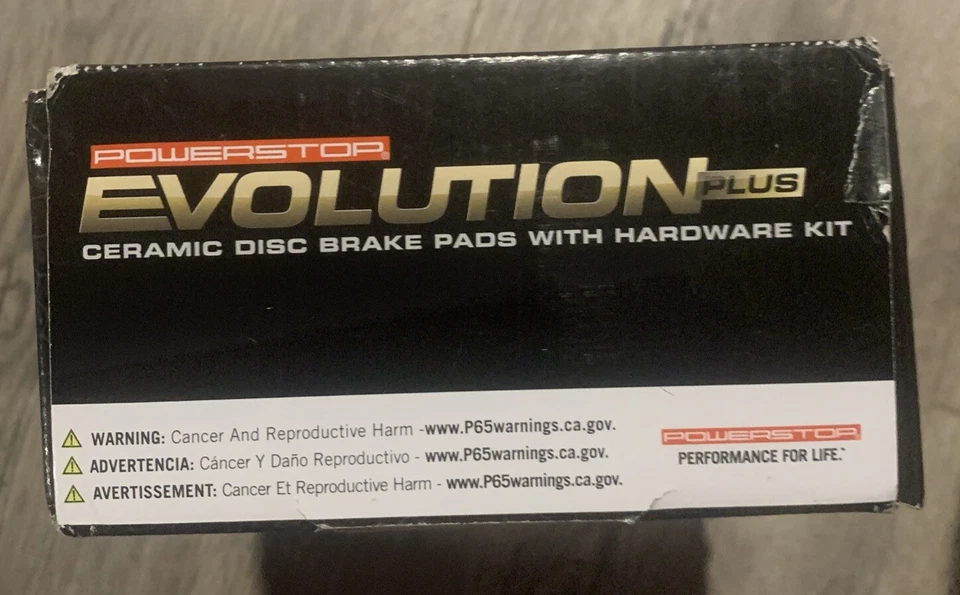 POWERSTOP®
EVOLUTION PLUS
CERAMIC DISC BRAKE PADS WITH HARDWARE KIT
WARNING: Cancer And Reproductive Harm -www.P65warnings.ca.gov.
ADVERTENCIA: Cáncer Y Daño Reproductivo - www.P65warnings.ca.gov.
AVERTISSEMENT: Cancer Et Reproductive Harm - www.P65warnings.ca.gov.
POWERSTOP
PERFORMANCE FOR LIFE.™